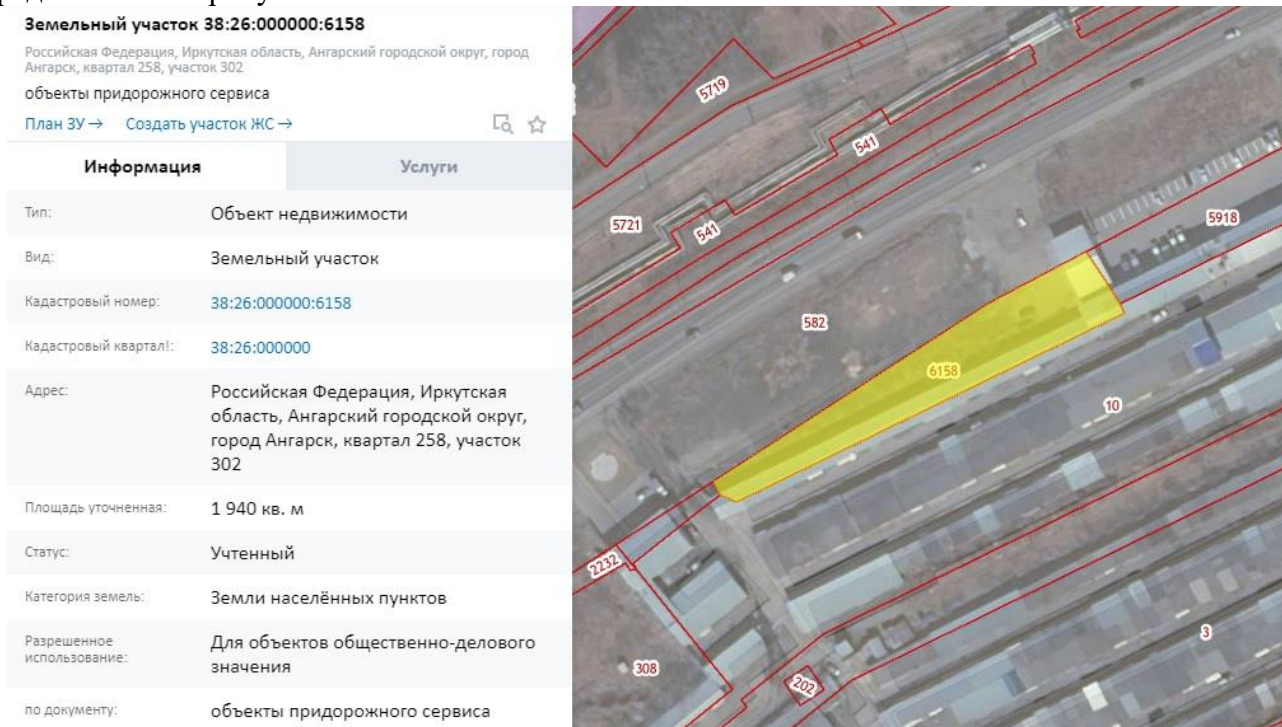 Земельный участок 38:26:000000:6158
Российская Федерация, Иркутская область, Ангарский городской округ, город
Ангарск, квартал 258, участок 302
объекты придорожного сервиса
План ЗУ → Создать участок ЖС →
Информация Услуги
Тип: Объект недвижимости
Вид: Земельный участок
Кадастровый номер: 38:26:000000:6158
Кадастровый квартал!: 38:26:000000
Адрес: Российская Федерация, Иркутская
область, Ангарский городской округ,
город Ангарск, квартал 258, участок
302
Площадь уточненная: 1 940 кв. м
Статус: Учтенный
Категория земель: Земли населённых пунктов
Разрешенное
использование:
Для объектов общественно-делового
значения
по документу: объекты придорожного сервиса
5719
541
5721
541
5918
582
6158
10
2232
3
308
202